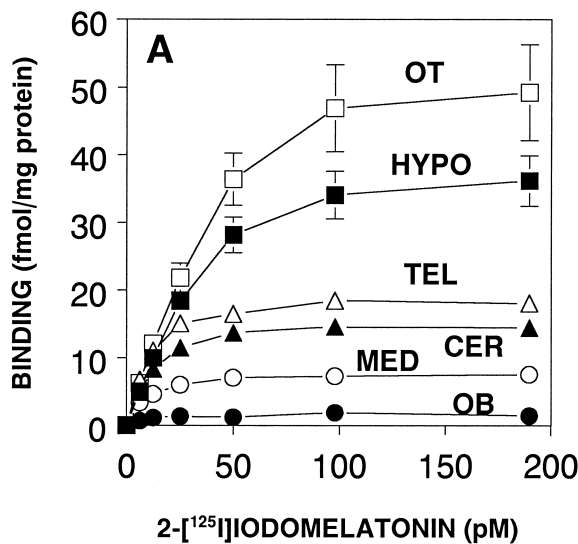 A
60
50
40
30
20
10
0
BINDING (fmol/mg protein)
OT
HYPO
TEL
CER
MED
OB
0 50 100 150 200
2-[¹²⁵I]IODOMELATONIN (pM)